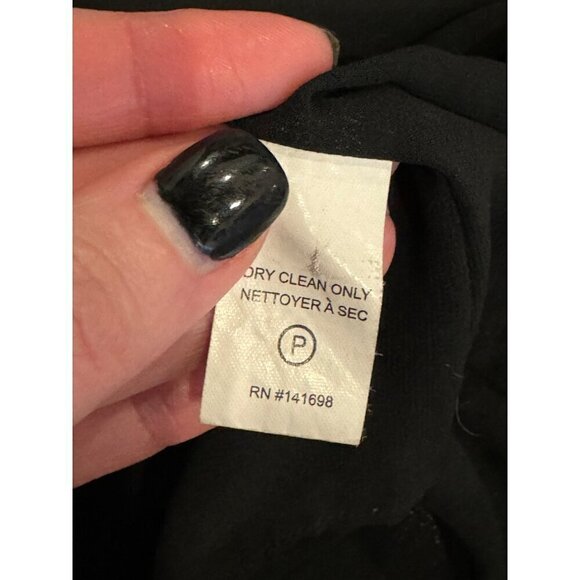 DRY CLEAN ONLY
NETTOYER À SEC
P
RN #141698